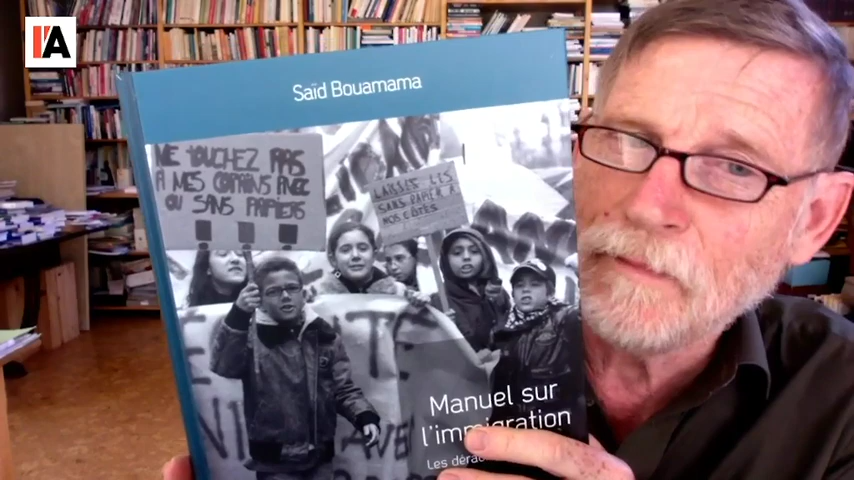 I'A
Saïd Bouamama
NE TOUCHEZ PAS
À MES COPAINS AVEC
OU SANS PAPIERS
LAISSEZ LES
SANS PAPIER À
NOS CÔTÉS
Manuel sur
l'immigration
Les